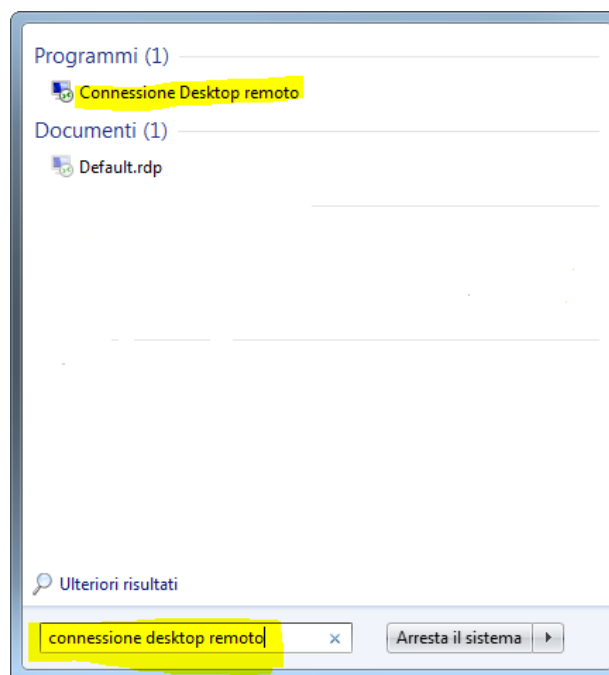 Programmi (1)
Connessione Desktop remoto
Documenti (1)
Default.rdp
Ulteriori risultati
connessione desktop remoto
Arresta il sistema